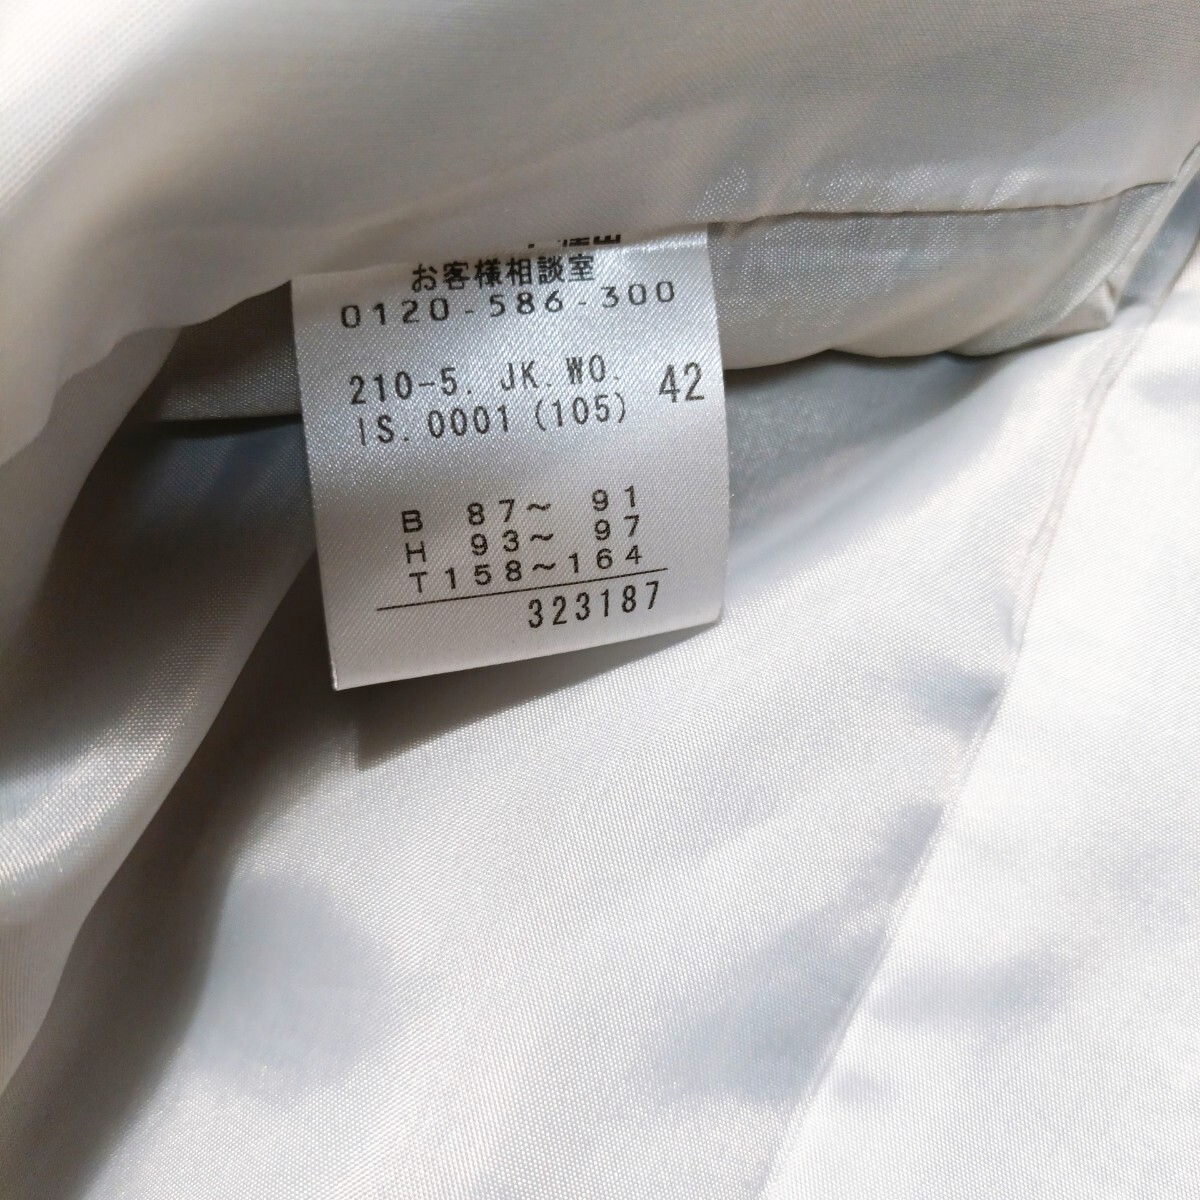 お客様相談室
0120-586-300
210-5. JK. WO. 42
IS. 0001 (105)
B 87～ 91
H 93～ 97
T158～164
323187